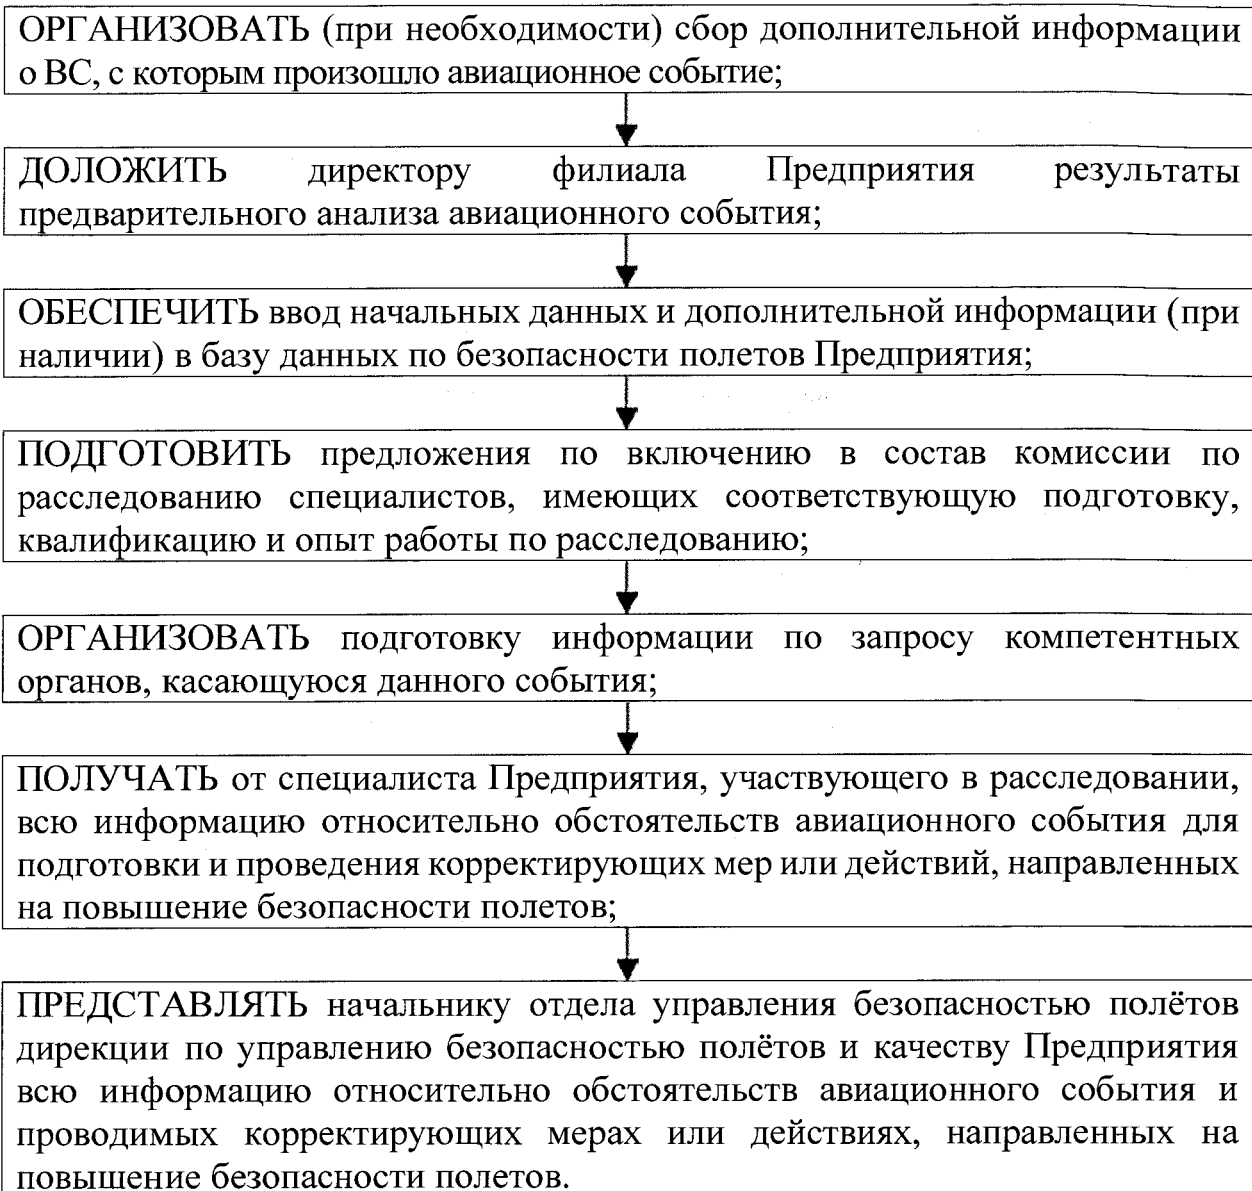 ОРГАНИЗОВАТЬ (при необходимости) сбор дополнительной информации
о ВС, с которым произошло авиационное событие;
ДОЛОЖИТЬ директору филиала Предприятия результаты
предварительного анализа авиационного события;
ОБЕСПЕЧИТЬ ввод начальных данных и дополнительной информации (при
наличии) в базу данных по безопасности полетов Предприятия;
ПОДГОТОВИТЬ предложения по включению в состав комиссии по
расследованию специалистов, имеющих соответствующую подготовку,
квалификацию и опыт работы по расследованию;
ОРГАНИЗОВАТЬ подготовку информации по запросу компетентных
органов, касающуюся данного события;
ПОЛУЧАТЬ от специалиста Предприятия, участвующего в расследовании,
всю информацию относительно обстоятельств авиационного события для
подготовки и проведения корректирующих мер или действий, направленных
на повышение безопасности полетов;
ПРЕДСТАВЛЯТЬ начальнику отдела управления безопасностью полётов
дирекции по управлению безопасностью полётов и качеству Предприятия
всю информацию относительно обстоятельств авиационного события и
проводимых корректирующих мерах или действиях, направленных на
повышение безопасности полетов.